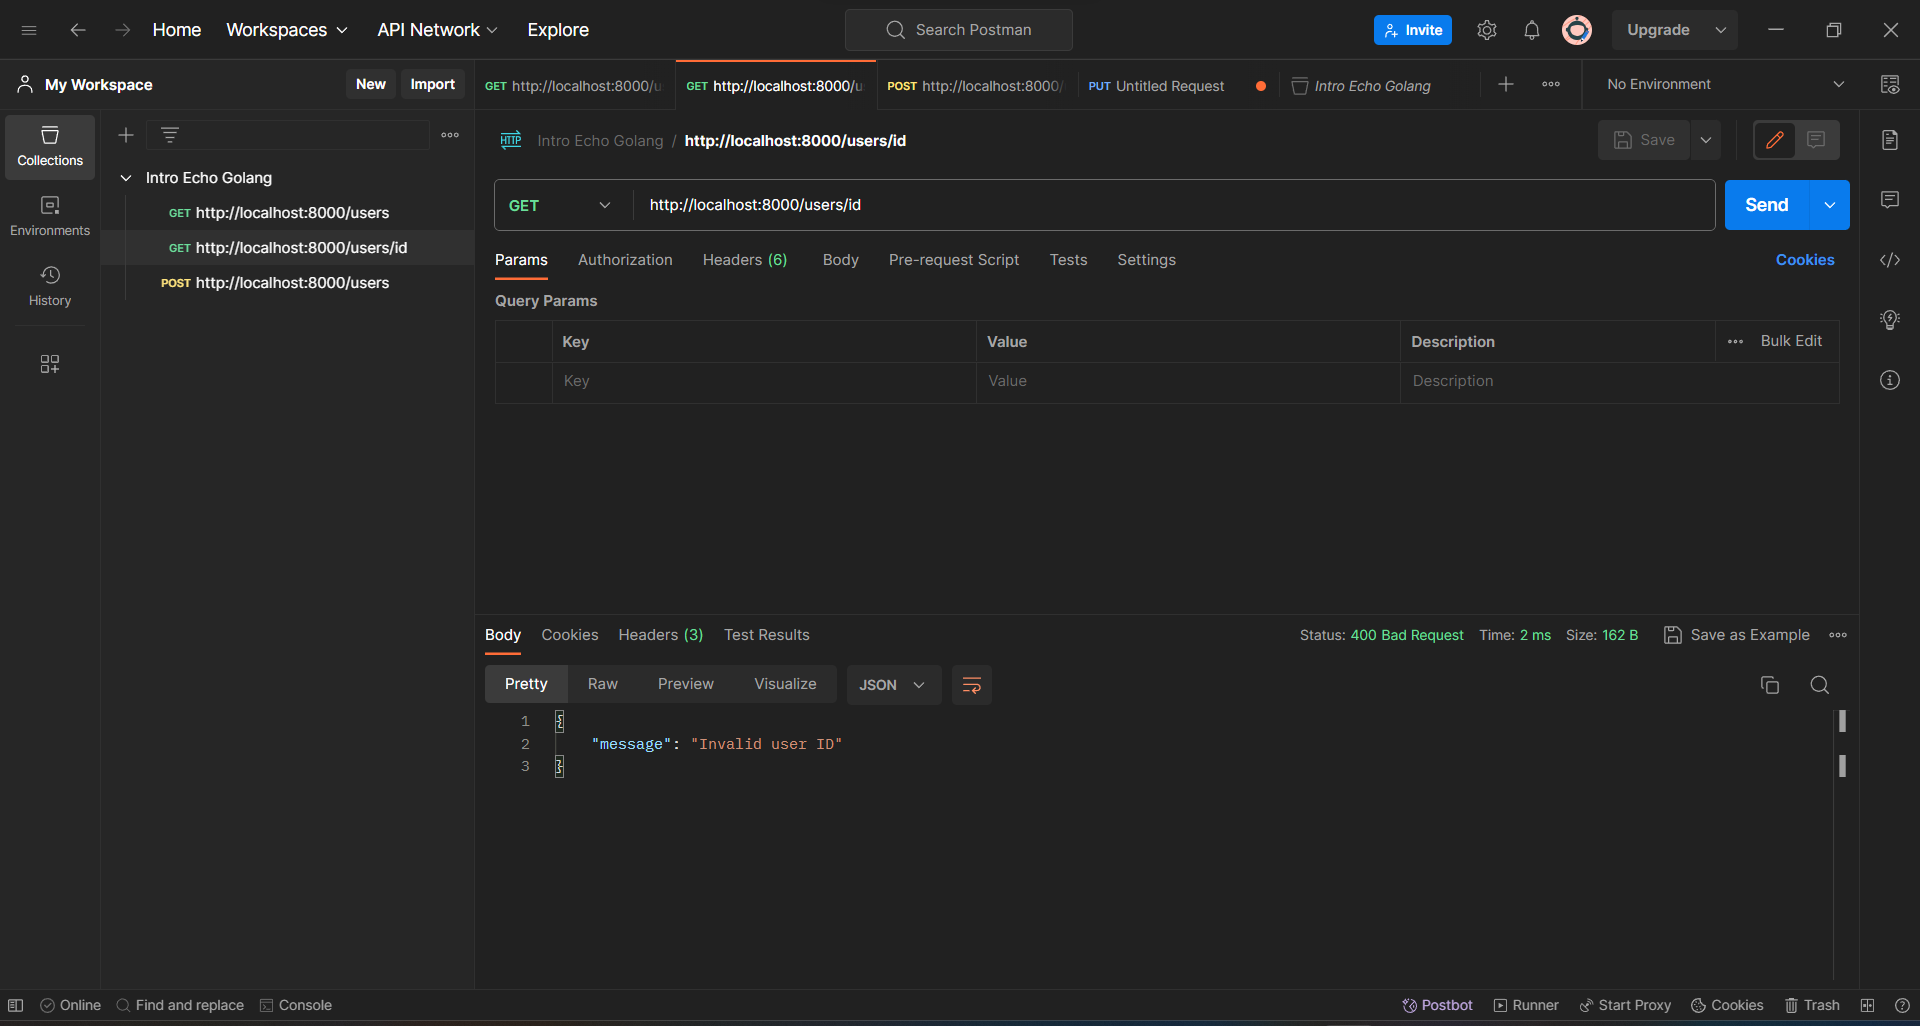 Home Workspaces API Network Explore Search Postman Invite Upgrade
My Workspace New Import GET http://localhost:8000/u GET http://localhost:8000/u POST http://localhost:8000/ PUT Untitled Request Intro Echo Golang No Environment
Collections
Environments
History
Intro Echo Golang
GET http://localhost:8000/users
GET http://localhost:8000/users/id
POST http://localhost:8000/users
HTTP Intro Echo Golang / http://localhost:8000/users/id Save
GET http://localhost:8000/users/id Send
Params Authorization Headers (6) Body Pre-request Script Tests Settings Cookies
Query Params
Key Value Description Bulk Edit
Key Value Description
Body Cookies Headers (3) Test Results Status: 400 Bad Request Time: 2 ms Size: 162 B Save as Example
Pretty Raw Preview Visualize JSON
1 {
2 "message": "Invalid user ID"
3 }
Online Find and replace Console Postbot Runner Start Proxy Cookies Trash